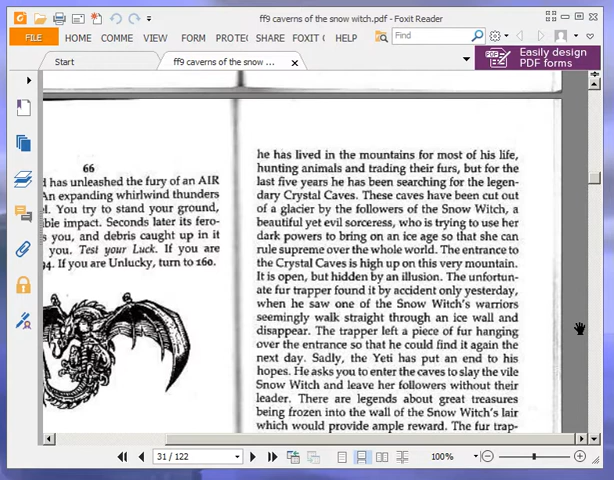 ff9 caverns of the snow witch.pdf - Foxit Reader
FILE HOME COMME VIEW FORM PROTE SHARE FOXIT C HELP Find
Easily design
PDF forms
Start ff9 caverns of the snow ...
66
d has unleashed the fury of an AIR
An expanding whirlwind thunders
l. You try to stand your ground,
ible impact. Seconds later its fero-
s you, and debris caught up in it
you. Test your Luck. If you are
94. If you are Unlucky, turn to 160.
he has lived in the mountains for most of his life,
hunting animals and trading their furs, but for the
last five years he has been searching for the legen-
dary Crystal Caves. These caves have been cut out
of a glacier by the followers of the Snow Witch, a
beautiful yet evil sorceress, who is trying to use her
dark powers to bring on an ice age so that she can
rule supreme over the whole world. The entrance to
the Crystal Caves is high up on this very mountain.
It is open, but hidden by an illusion. The unfortun-
ate fur trapper found it by accident only yesterday,
when he saw one of the Snow Witch's warriors
seemingly walk straight through an ice wall and
disappear. The trapper left a piece of fur hanging
over the entrance so that he could find it again the
next day. Sadly, the Yeti has put an end to his
hopes. He asks you to enter the caves to slay the vile
Snow Witch and leave her followers without their
leader. There are legends about great treasures
being frozen into the wall of the Snow Witch's lair
which would provide ample reward. The fur trap-
31 / 122
100%